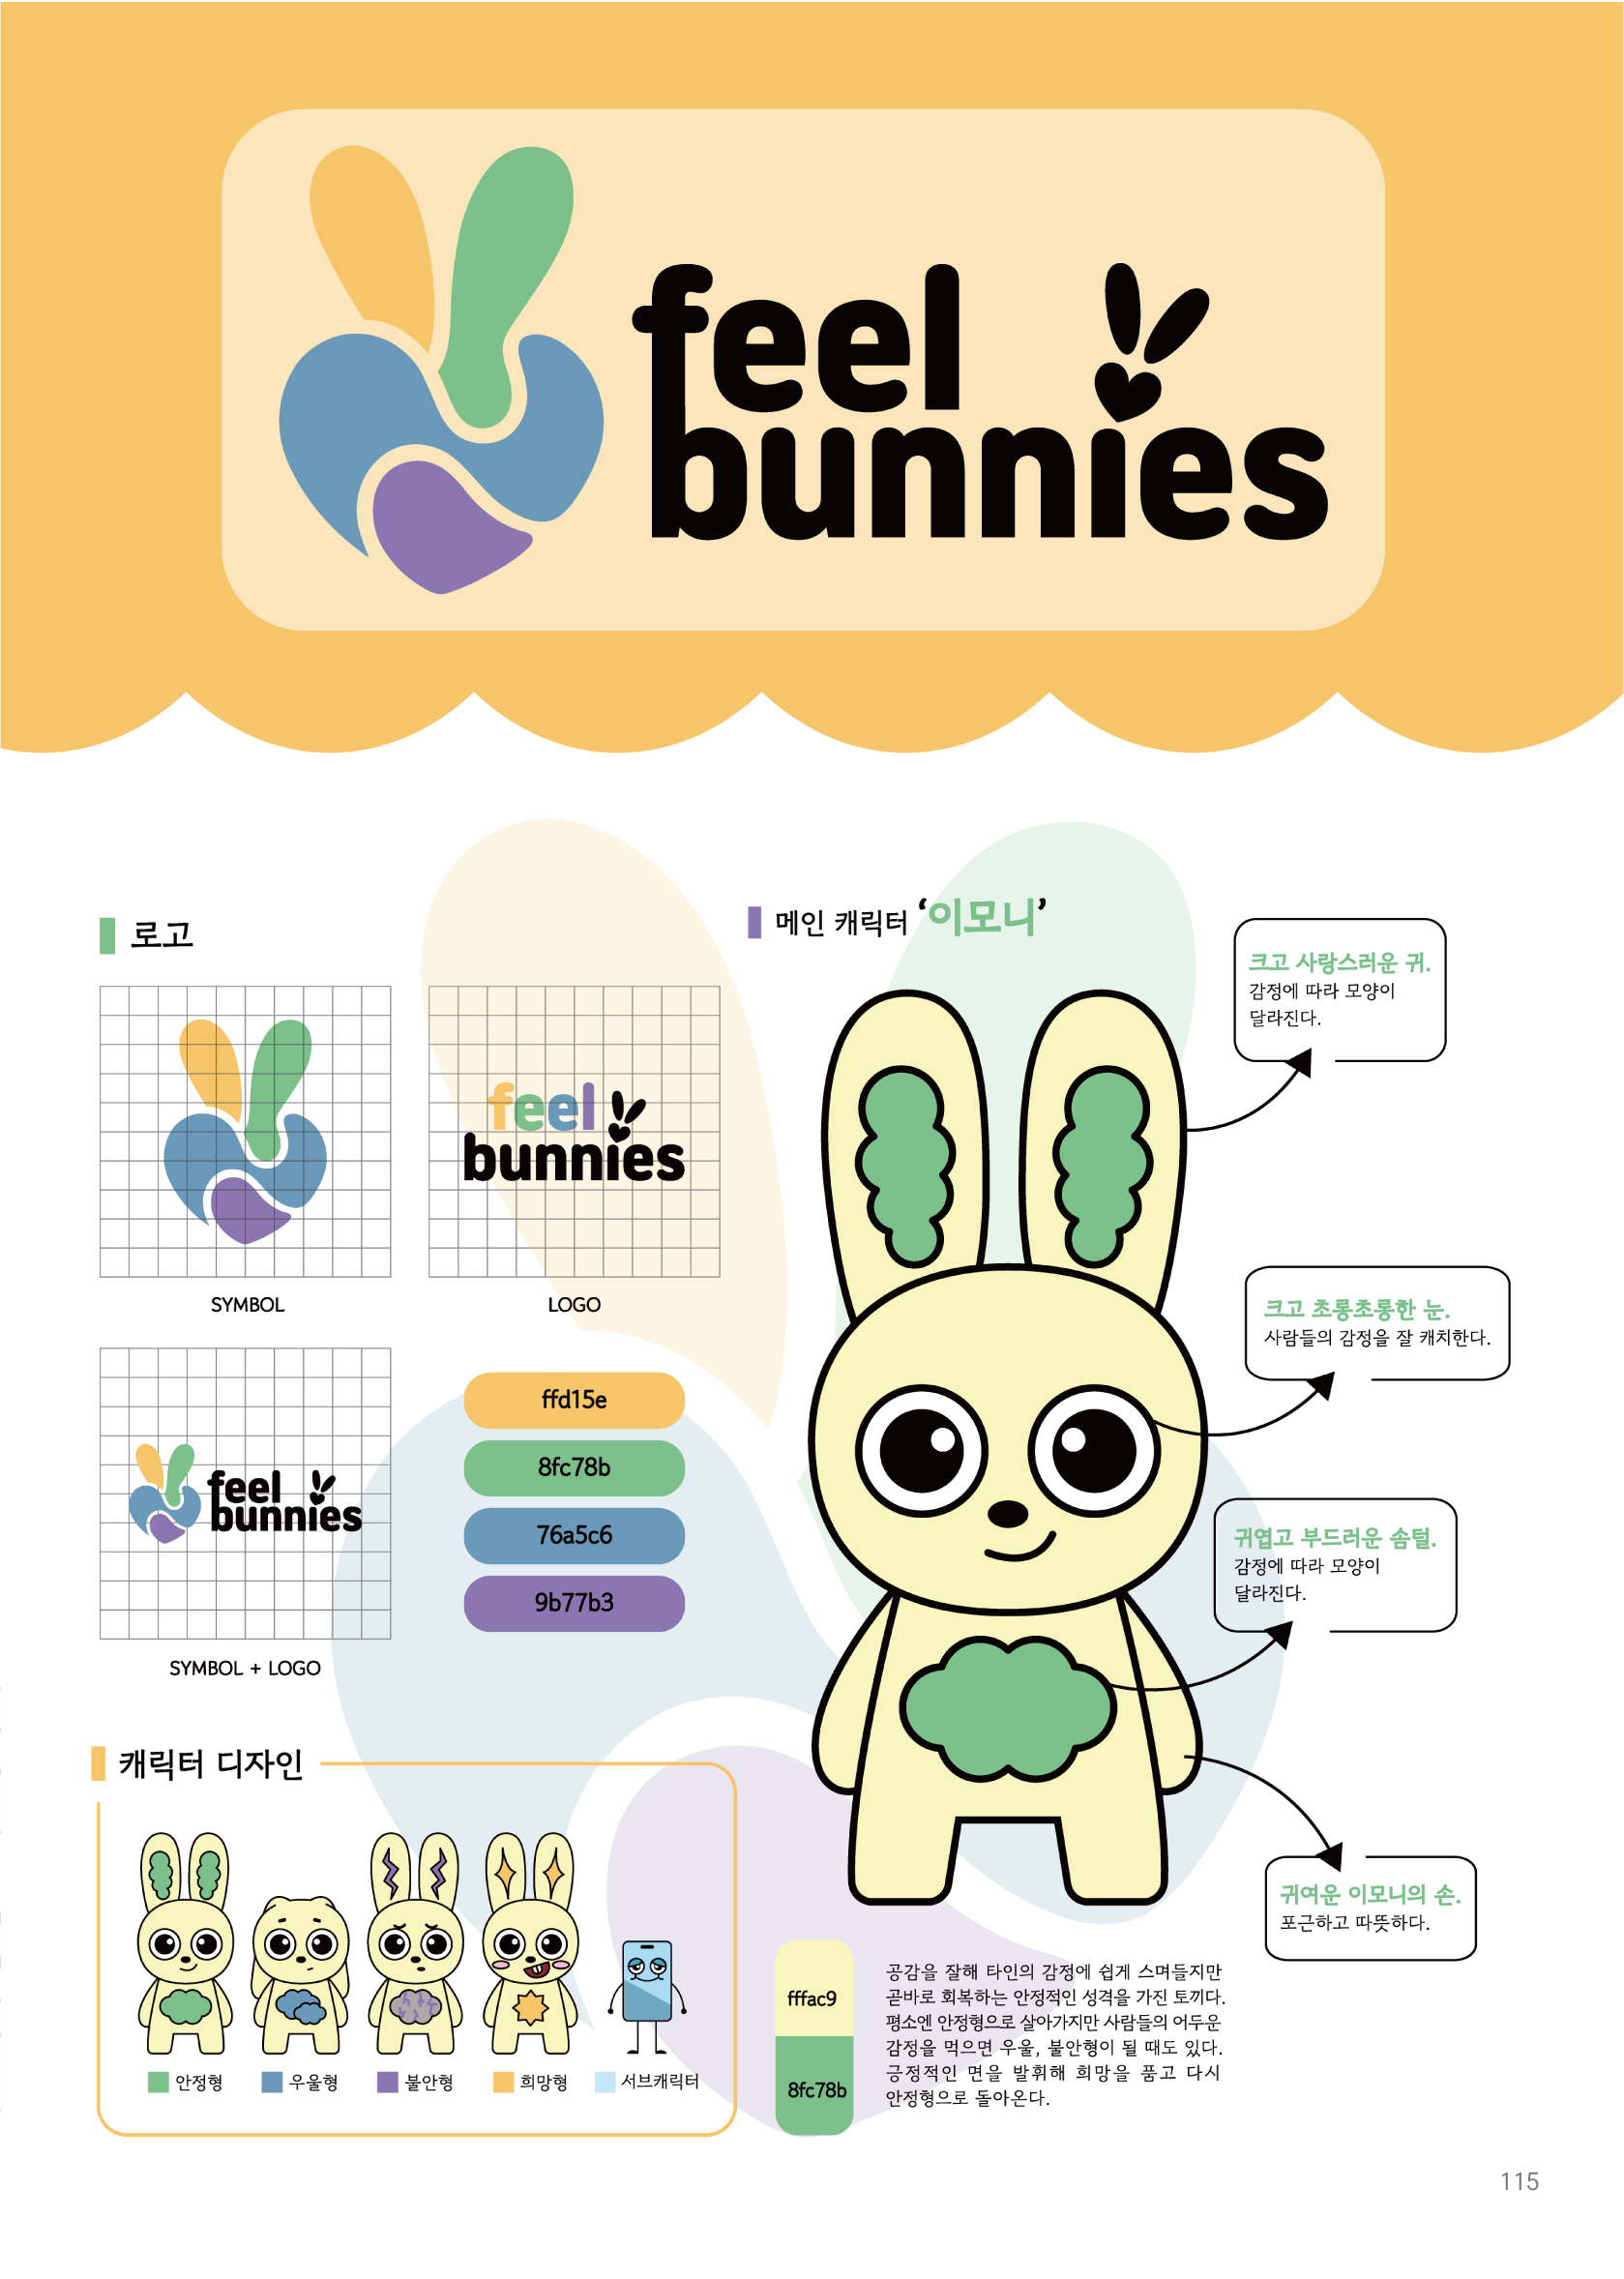 feel
bunnies
로고
SYMBOL
feel
bunnies
LOGO
feel
bunnies
SYMBOL + LOGO
ffd15e
8fc78b
76a5c6
9b77b3
메인 캐릭터 ‘이모니’
크고 사랑스러운 귀.
감정에 따라 모양이
달라진다.
크고 초롱초롱한 눈.
사람들의 감정을 잘 캐치한다.
귀엽고 부드러운 솜털.
감정에 따라 모양이
달라진다.
귀여운 이모니의 손.
포근하고 따뜻하다.
캐릭터 디자인
안정형
우울형
불안형
희망형
서브캐릭터
fffac9
8fc78b
공감을 잘해 타인의 감정에 쉽게 스며들지만
곧바로 회복하는 안정적인 성격을 가진 토끼다.
평소엔 안정형으로 살아가지만 사람들의 어두운
감정을 먹으면 우울, 불안형이 될 때도 있다.
긍정적인 면을 발휘해 희망을 품고 다시
안정형으로 돌아온다.
115